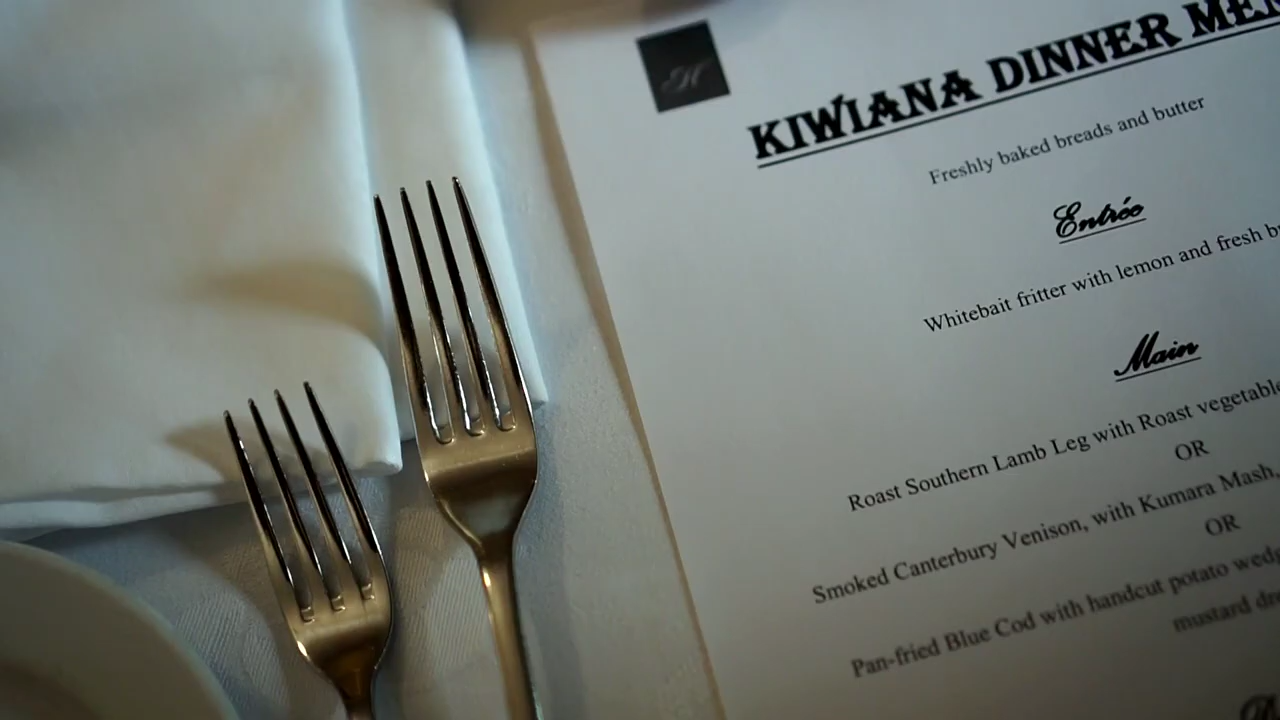 H
KIWIANA DINNER
Freshly baked breads and butter
Entrée
Whitebait fritter with lemon and fresh
Main
Roast Southern Lamb Leg with Roast
OR
Smoked Canterbury Venison, with Kumara Mash,
OR
Pan-fried Blue Cod with handcut potato
mustard